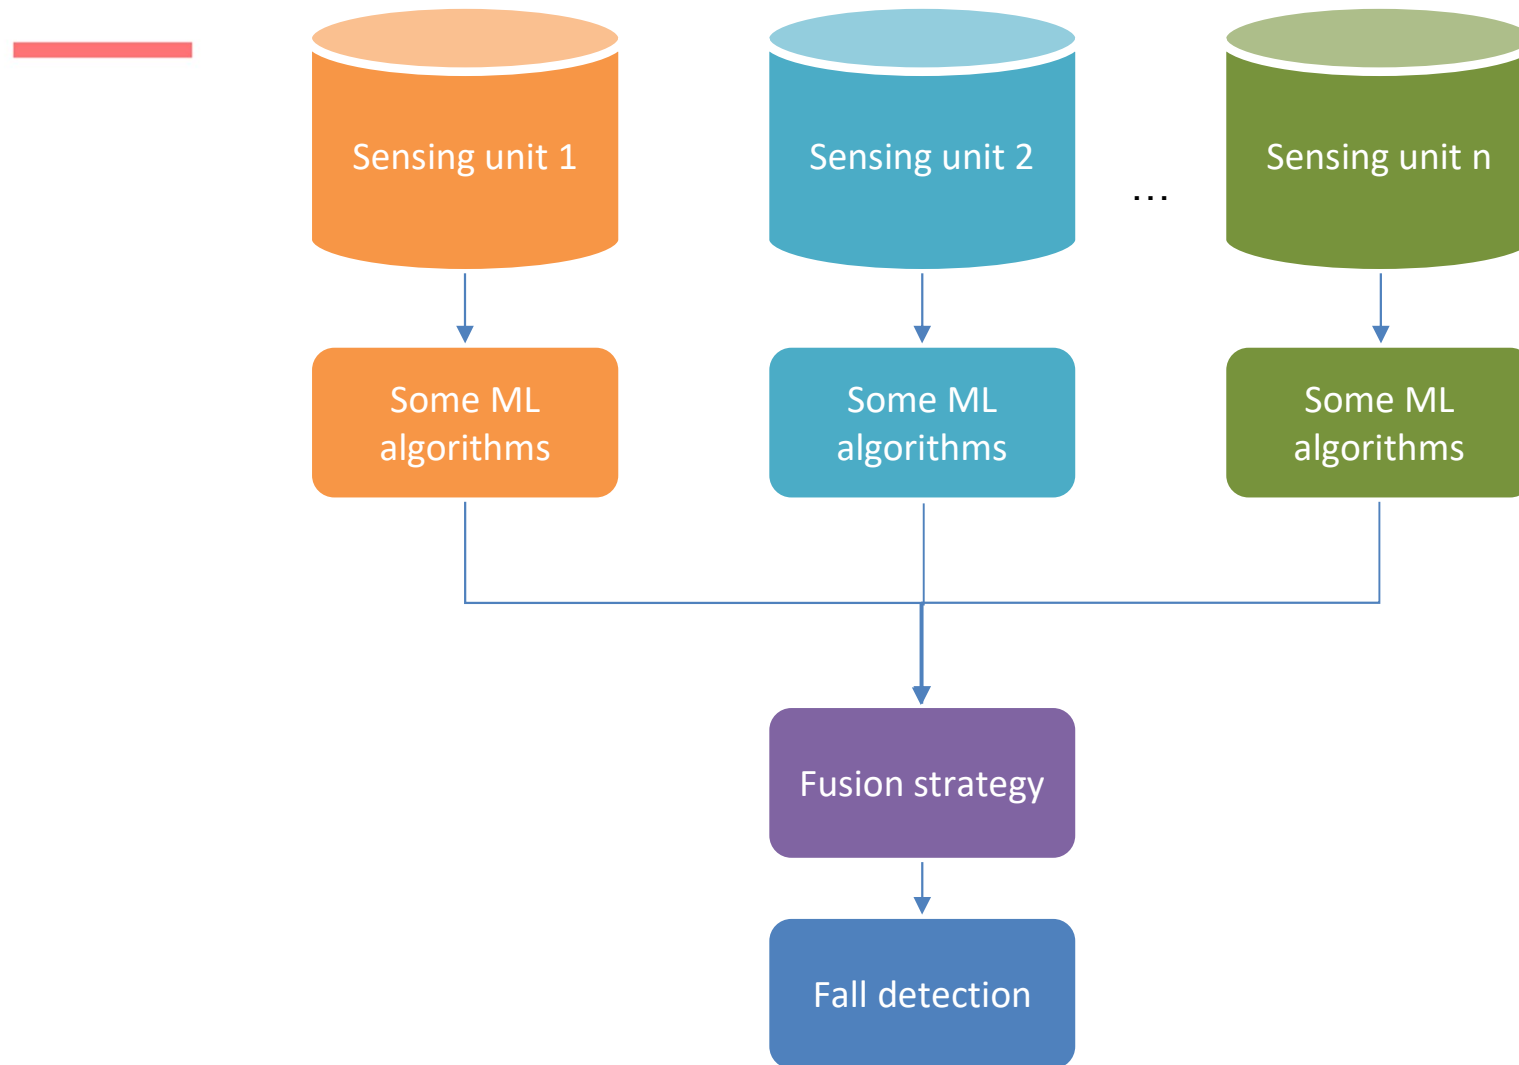 Sensing unit 1
Sensing unit 2
...
Sensing unit n
Some ML
algorithms
Some ML
algorithms
Some ML
algorithms
Fusion strategy
Fall detection